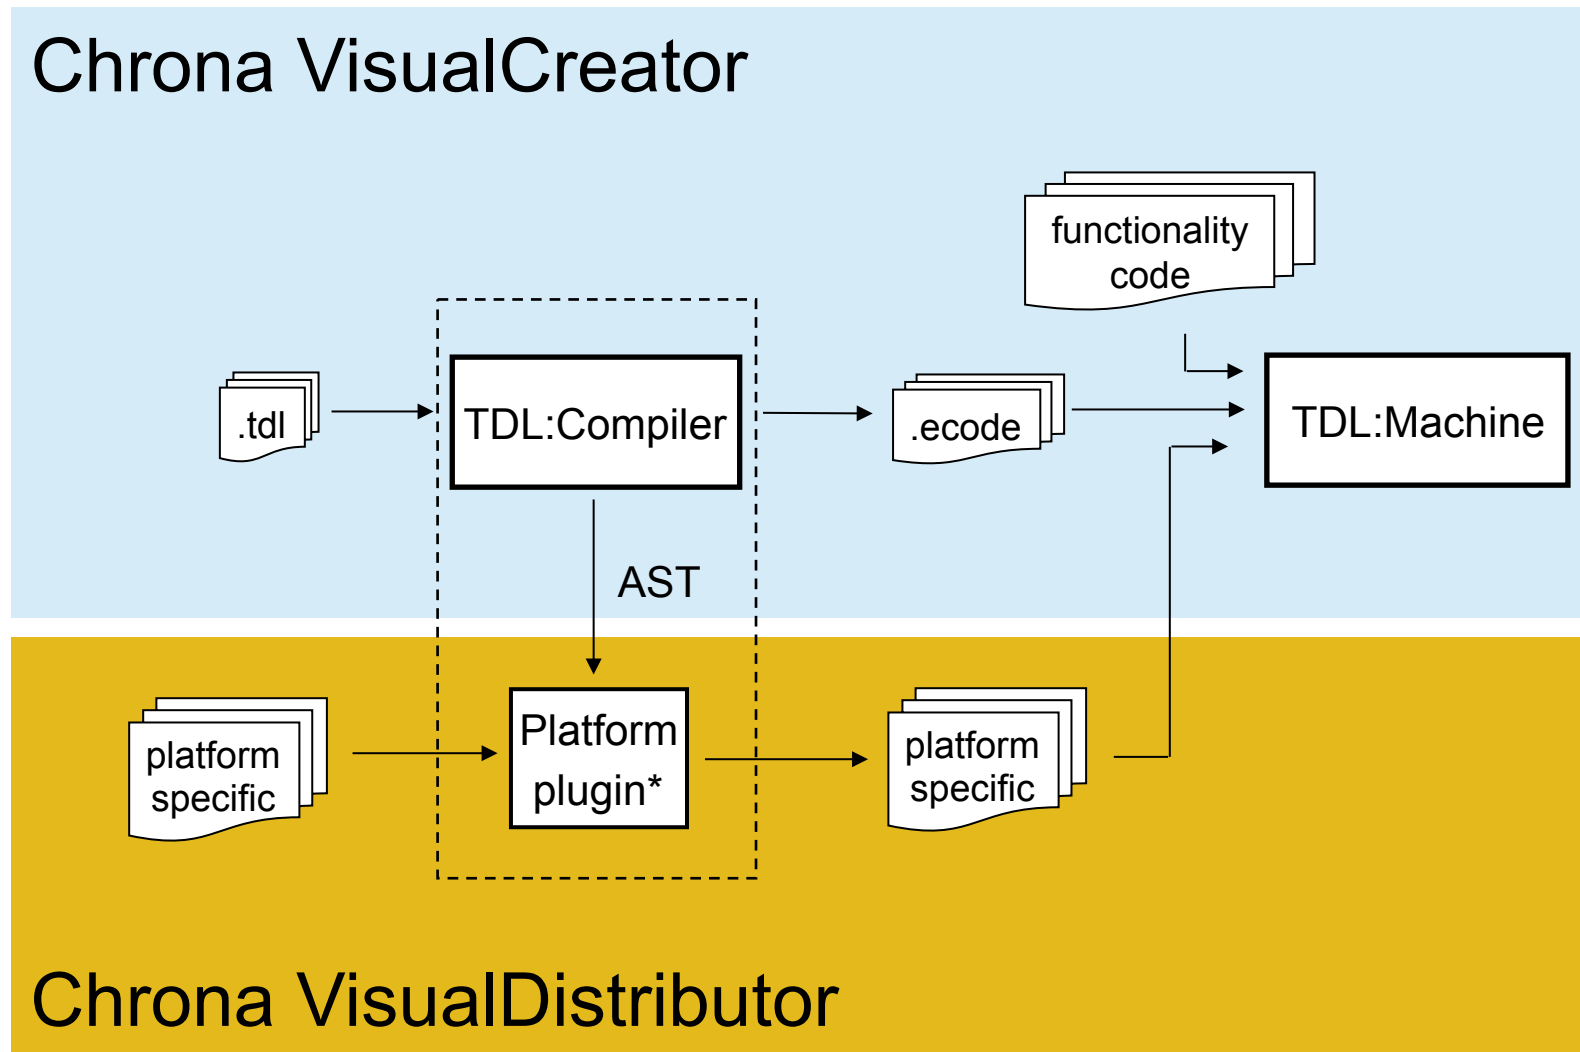 Chrona VisualCreator
functionality
code
.tdl
TDL:Compiler
.ecode
TDL:Machine
AST
platform
specific
Platform
plugin*
platform
specific
Chrona VisualDistributor